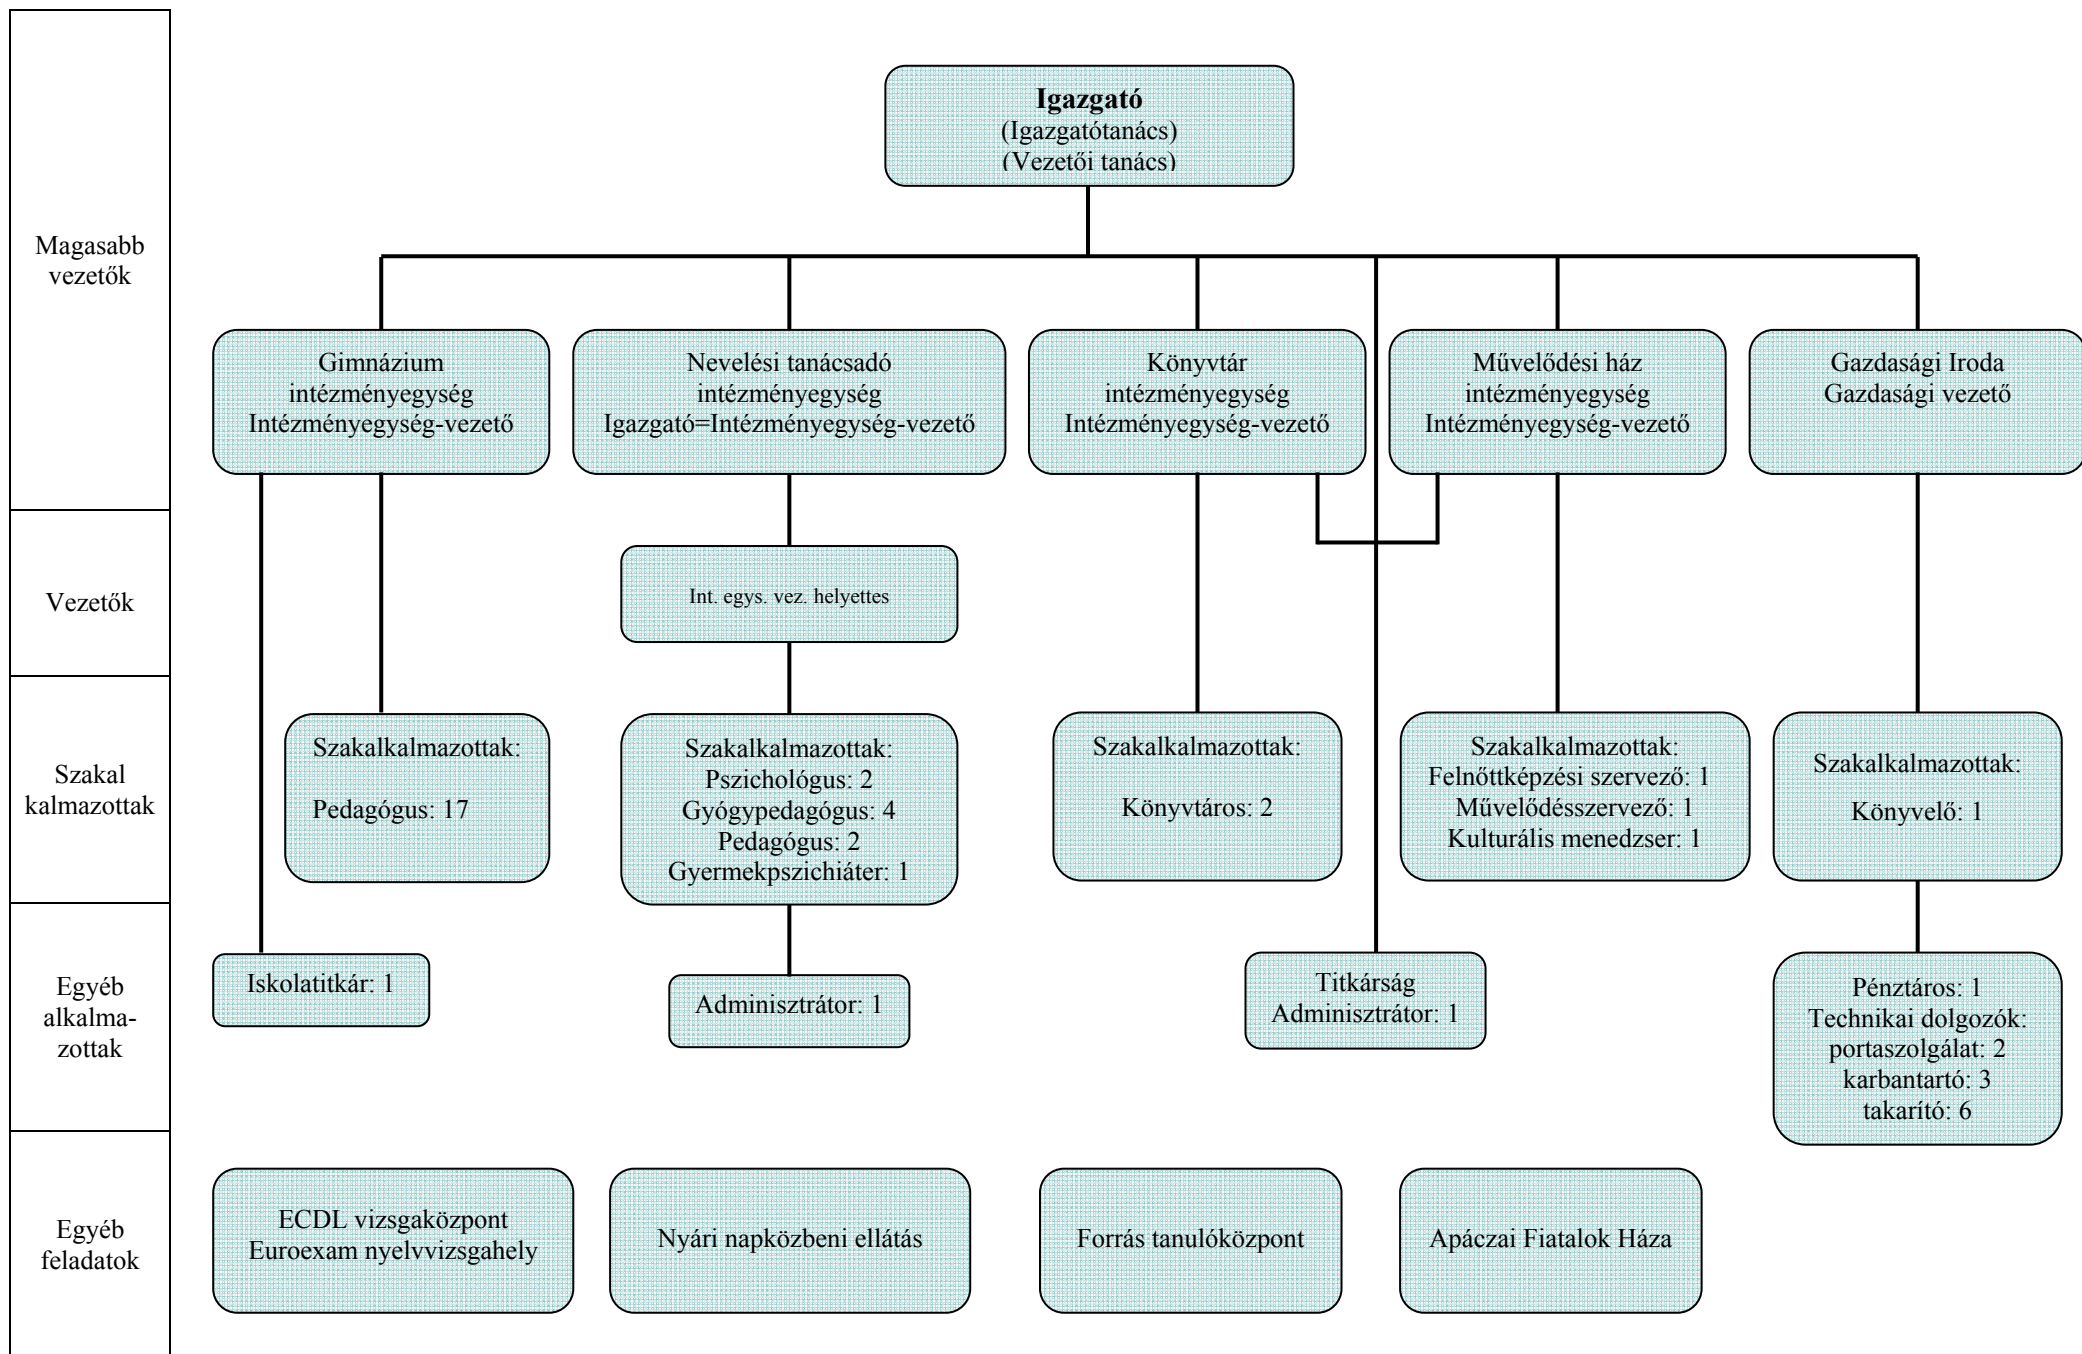 Igazgató
(Igazgatótanács)
(Vezetői tanács)
Magasabb
vezetők
Gimnázium
intézményegység
Intézményegység-vezető
Nevelési tanácsadó
intézményegység
Igazgató=Intézményegység-vezető
Könyvtár
intézményegység
Intézményegység-vezető
Művelődési ház
intézményegység
Intézményegység-vezető
Gazdasági Iroda
Gazdasági vezető
Vezetők
Int. egys. vez. helyettes
Szakal
kalmazottak
Szakalkalmazottak:
Pedagógus: 17
Szakalkalmazottak:
Pszichológus: 2
Gyógypedagógus: 4
Pedagógus: 2
Gyermekpszichiáter: 1
Szakalkalmazottak:
Könyvtáros: 2
Szakalkalmazottak:
Felnőttképzési szervező: 1
Művelődésszervező: 1
Kulturális menedzser: 1
Szakalkalmazottak:
Könyvelő: 1
Egyéb
alkalma-
zottak
Iskolatitkár: 1
Adminisztrátor: 1
Titkárság
Adminisztrátor: 1
Pénztáros: 1
Technikai dolgozók:
portaszolgálat: 2
karbantartó: 3
takarító: 6
Egyéb
feladatok
ECDL vizsgaközpont
Euroexam nyelvvizsgahely
Nyári napközbeni ellátás
Forrás tanulóközpont
Apáczai Fiatalok Háza